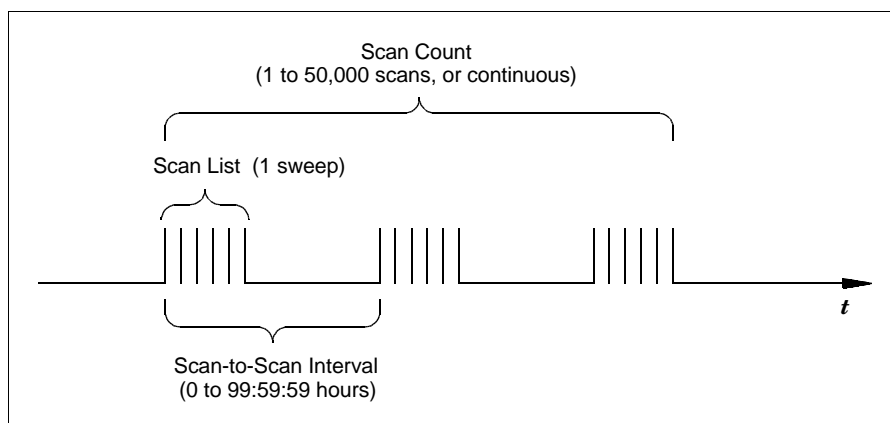 Scan Count
(1 to 50,000 scans, or continuous)
Scan List  (1 sweep)
t
Scan-to-Scan Interval
(0 to 99:59:59 hours)